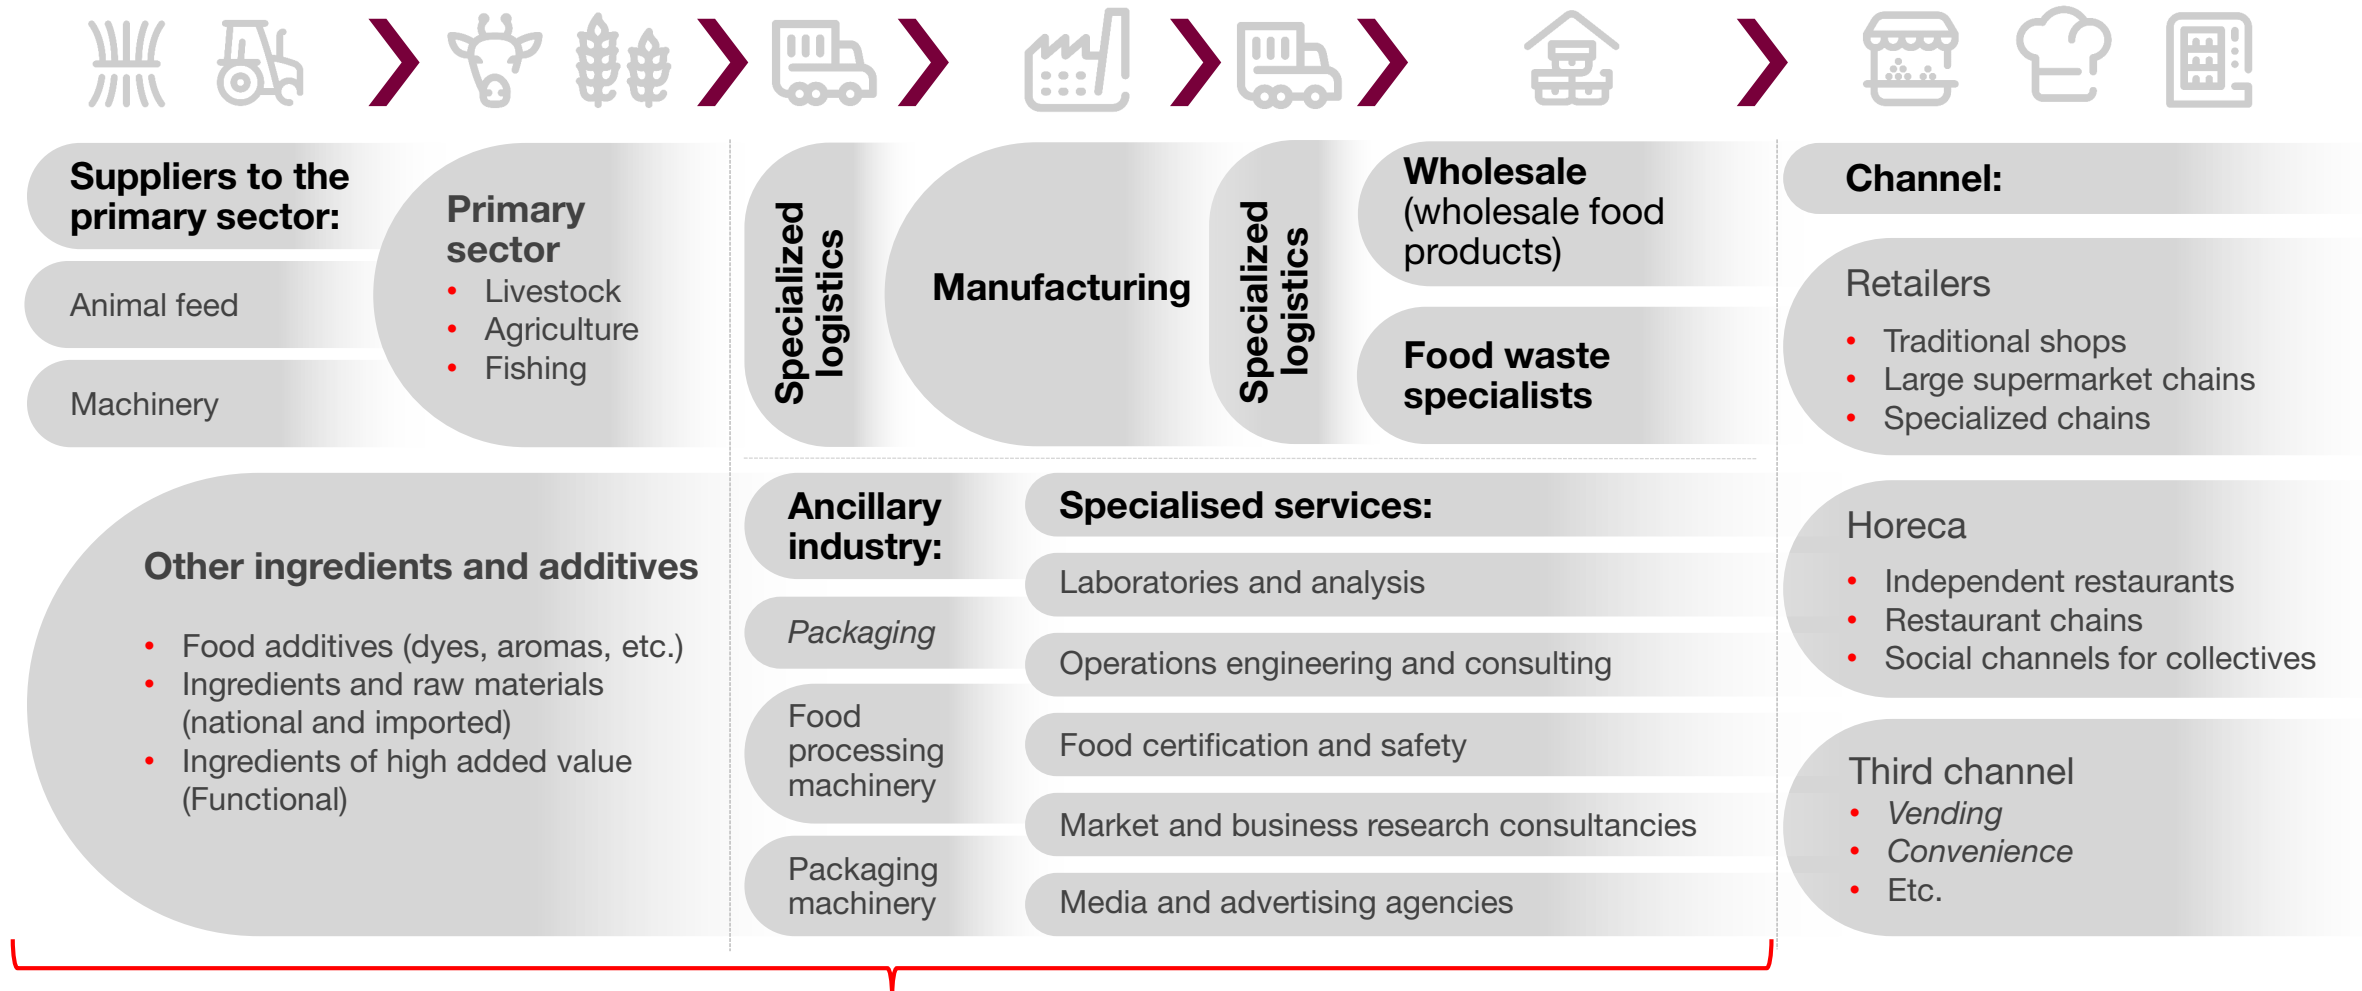 Suppliers to the
primary sector:
Animal feed
Machinery
Primary
sector
• Livestock
• Agriculture
• Fishing
Specialized
logistics
Manufacturing
Specialized
logistics
Wholesale
(wholesale food
products)
Food waste
specialists
Other ingredients and additives
• Food additives (dyes, aromas, etc.)
• Ingredients and raw materials
(national and imported)
• Ingredients of high added value
(Functional)
Ancillary
industry:
Packaging
Food
processing
machinery
Packaging
machinery
Specialised services:
Laboratories and analysis
Operations engineering and consulting
Food certification and safety
Market and business research consultancies
Media and advertising agencies
Channel:
Retailers
• Traditional shops
• Large supermarket chains
• Specialized chains
Horeca
• Independent restaurants
• Restaurant chains
• Social channels for collectives
Third channel
• Vending
• Convenience
• Etc.